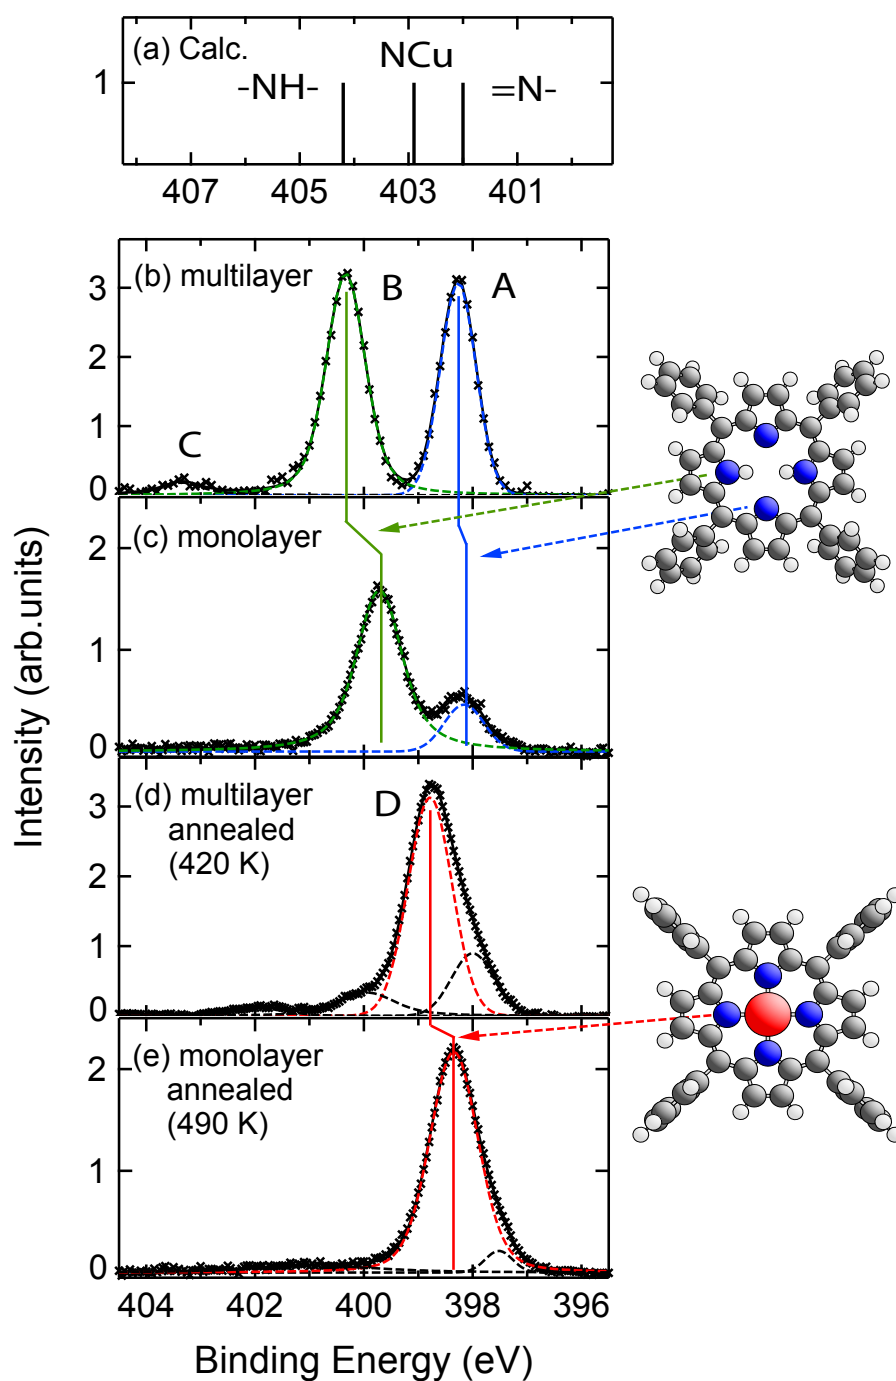 (a) Calc.
NCu
-NH-
=N-
1
407
405
403
401
(b) multilayer
B
A
3
2
C
1
0
(c) monolayer
2
1
0
(d) multilayer
annealed
(420 K)
D
3
2
1
0
(e) monolayer
annealed
(490 K)
2
1
0
404
402
400
398
396
Binding Energy (eV)
Intensity (arb.units)